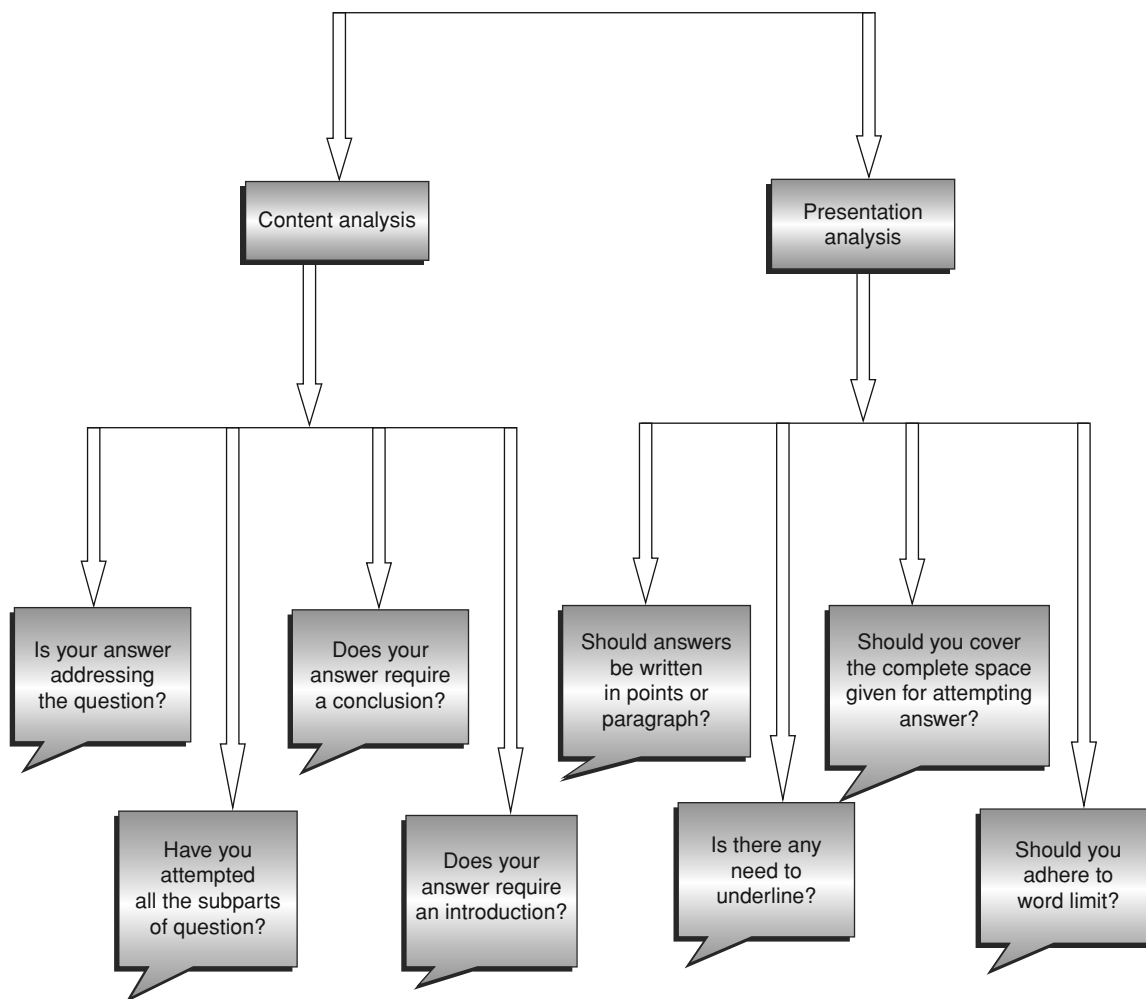 Content analysis
Presentation
analysis
Is your answer
addressing
the question?
Have you
attempted
all the subparts
of question?
Does your
answer require
a conclusion?
Does your
answer require
an introduction?
Should answers
be written
in points or
paragraph?
Is there any
need to
underline?
Should you cover
the complete space
given for attempting
answer?
Should you
adhere to
word limit?